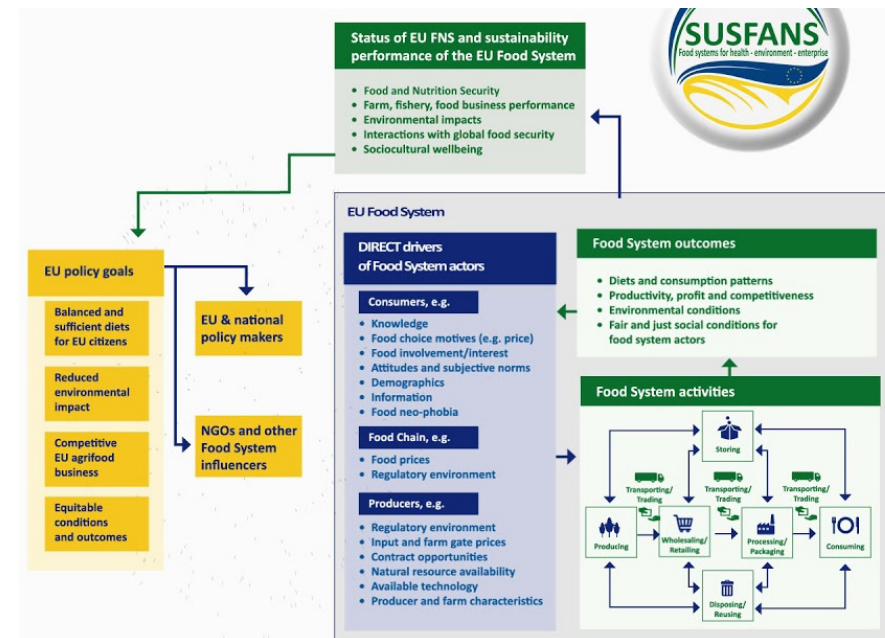 Status of EU FNS and sustainability
performance of the EU Food System
• Food and Nutrition Security
• Farm, fishery, food business performance
• Environmental impacts
• Interactions with global food security
• Sociocultural wellbeing
SUSFANS
Food systems for health - environment - enterprise
EU policy goals
Balanced and
sufficient diets
for EU citizens
Reduced
environmental
impact
Competitive
EU agrifood
business
Equitable
conditions
and outcomes
EU & national
policy makers
NGOs and other
Food System
influencers
EU Food System
DIRECT drivers
of Food System actors
Consumers, e.g.
• Knowledge
• Food choice motives (e.g. price)
• Food involvement/interest
• Attitudes and subjective norms
• Demographics
• Information
• Food neo-phobia
Food Chain, e.g.
• Food prices
• Regulatory environment
Producers, e.g.
• Regulatory environment
• Input and farm gate prices
• Contract opportunities
• Natural resource availability
• Available technology
• Producer and farm characteristics
Food System outcomes
• Diets and consumption patterns
• Productivity, profit and competitiveness
• Environmental conditions
• Fair and just social conditions for
food system actors
Food System activities
Storing
Transporting/
Trading
Transporting/
Trading
Transporting/
Trading
Producing
Wholesaling/
Retailing
Processing/
Packaging
Consuming
Disposing/
Reusing